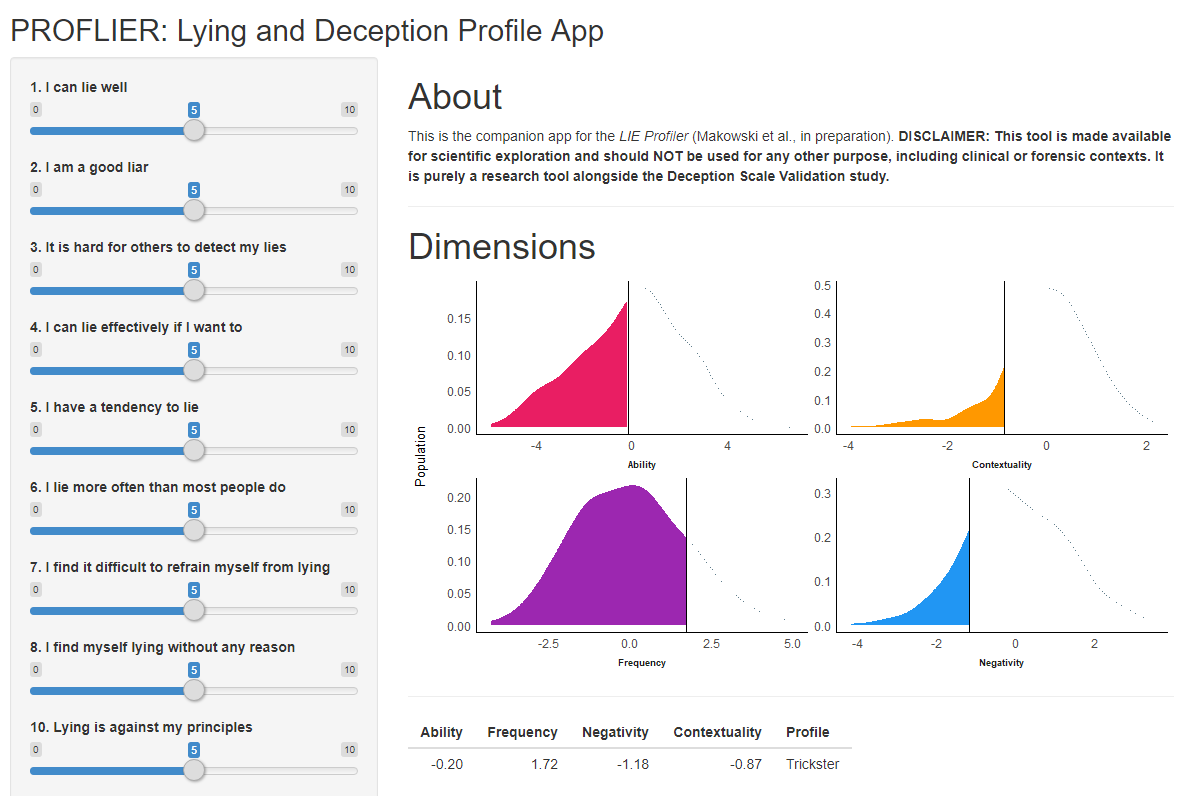 PROFLIER: Lying and Deception Profile App
1. I can lie well
0 5 10
2. I am a good liar
0 5 10
3. It is hard for others to detect my lies
0 5 10
4. I can lie effectively if I want to
0 5 10
5. I have a tendency to lie
0 5 10
6. I lie more often than most people do
0 5 10
7. I find it difficult to refrain myself from lying
0 5 10
8. I find myself lying without any reason
0 5 10
10. Lying is against my principles
0 5 10
About
This is the companion app for the LIE Profiler (Makowski et al., in preparation). DISCLAIMER: This tool is made available
for scientific exploration and should NOT be used for any other purpose, including clinical or forensic contexts. It
is purely a research tool alongside the Deception Scale Validation study.
Dimensions
Population
0.15
0.10
0.05
0.00
-4 0 4
Ability
0.5
0.4
0.3
0.2
0.1
0.0
-4 -2 0 2
Contextuality
0.20
0.15
0.10
0.05
0.00
-2.5 0.0 2.5 5.0
Frequency
0.3
0.2
0.1
0.0
-4 -2 0 2
Negativity
Ability Frequency Negativity Contextuality Profile
-0.20 1.72 -1.18 -0.87 Trickster